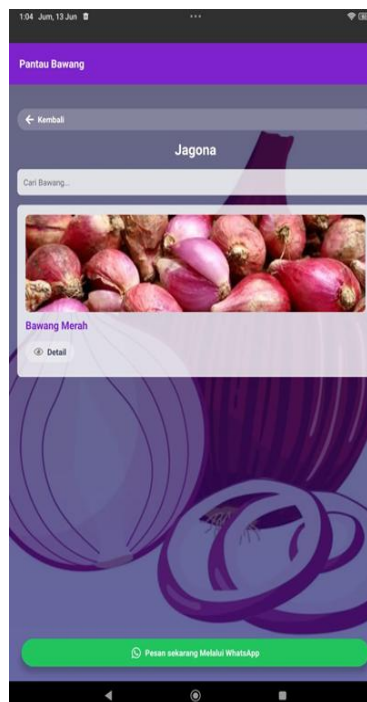 1:04 Jum, 13 Jun
Pantau Bawang
Kembali
Jagona
Cari Bawang...
Bawang Merah
Detail
Pesan sekarang Melalui WhatsApp